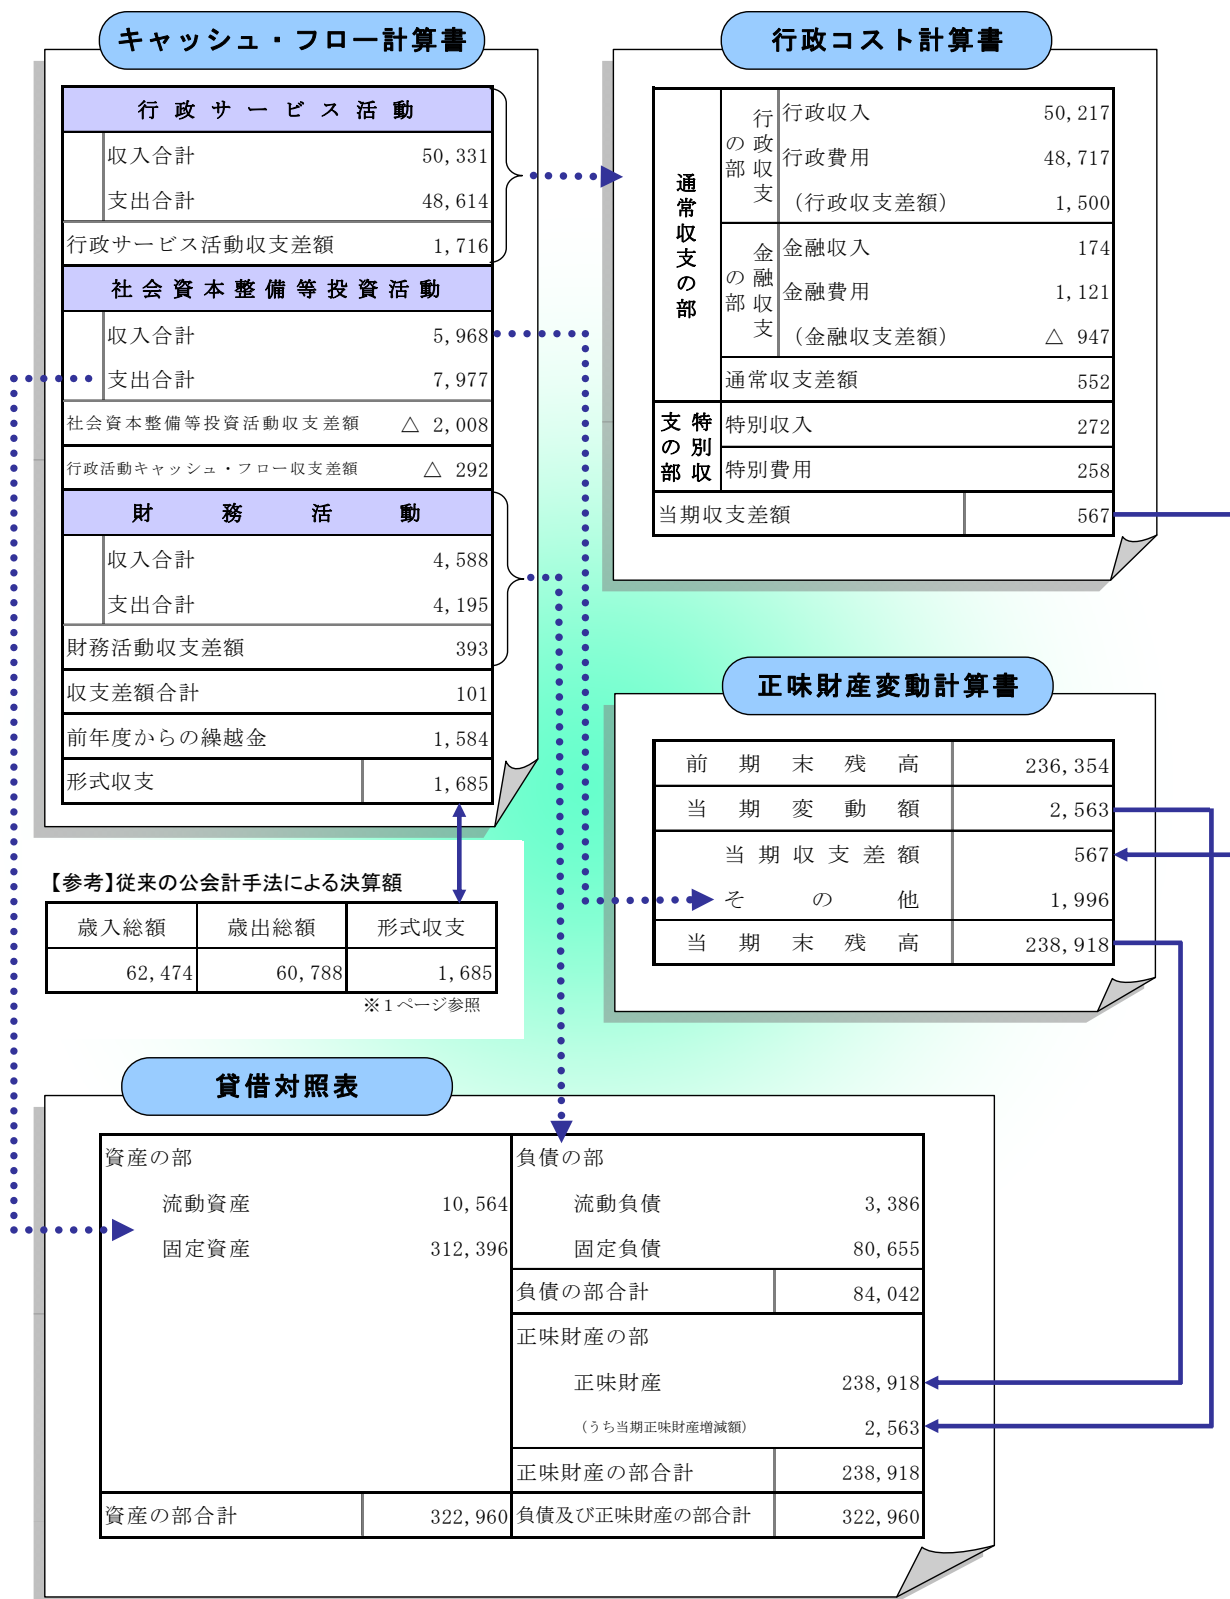 キャッシュ・フロー計算書
行政サービス活動
収入合計 50,331
支出合計 48,614
行政サービス活動収支差額 1,716
社会資本整備等投資活動
収入合計 5,968
支出合計 7,977
社会資本整備等投資活動収支差額 △ 2,008
行政活動キャッシュ・フロー収支差額 △ 292
財務活動
収入合計 4,588
支出合計 4,195
財務活動収支差額 393
収支差額合計 101
前年度からの繰越金 1,584
形式収支 1,685
【参考】従来の公会計手法による決算額
歳入総額 歳出総額 形式収支
62,474 60,788 1,685
※1ページ参照
行政コスト計算書
通常収支の部
行政収支の部
行政収入 50,217
行政費用 48,717
（行政収支差額） 1,500
金融収支の部
金融収入 174
金融費用 1,121
（金融収支差額） △ 947
通常収支差額 552
特別収支の部
特別収入 272
特別費用 258
当期収支差額 567
正味財産変動計算書
前期末残高 236,354
当期変動額 2,563
当期収支差額 567
その他 1,996
当期末残高 238,918
貸借対照表
資産の部
流動資産 10,564
固定資産 312,396
資産の部合計 322,960
負債の部
流動負債 3,386
固定負債 80,655
負債の部合計 84,042
正味財産の部
正味財産 238,918
（うち当期正味財産増減額） 2,563
正味財産の部合計 238,918
負債及び正味財産の部合計 322,960